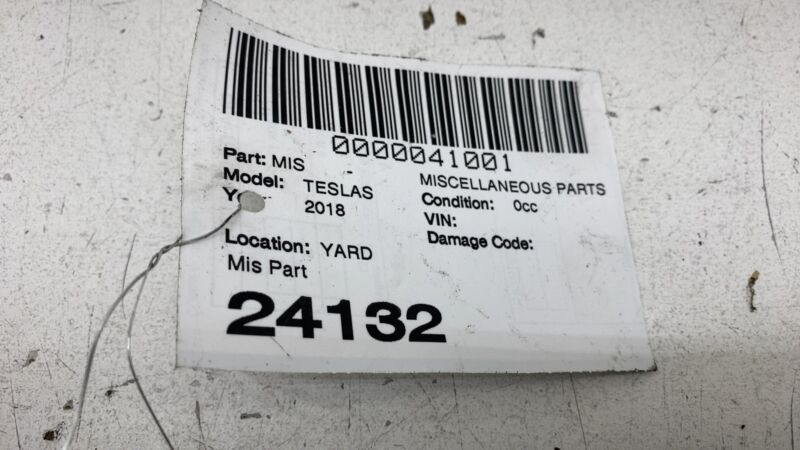 0000041001
Part: MIS
MISCELLANEOUS PARTS
Model: TESLAS
Condition: 0cc
2018
VIN:
Damage Code:
Location: YARD
Mis Part
24132